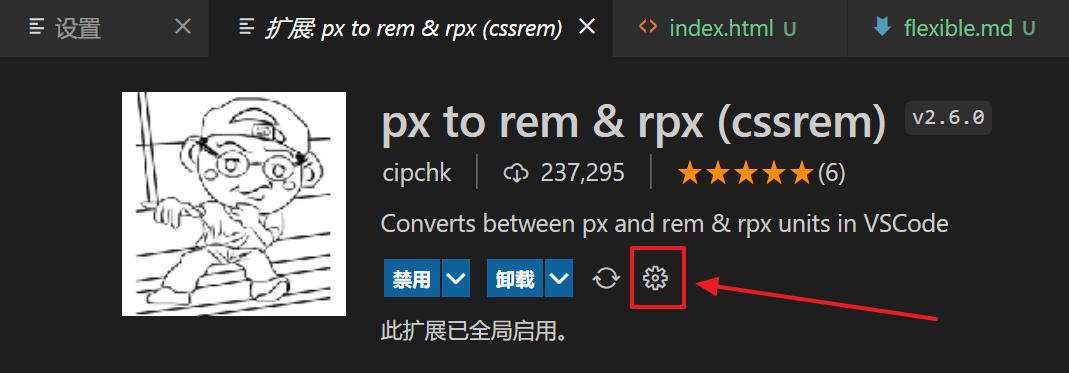 设置
扩展: px to rem & rpx (cssrem)
index.html U
flexible.md U
px to rem & rpx (cssrem) v2.6.0
cipchk 237,295 (6)
Converts between px and rem & rpx units in VSCode
禁用 卸载
此扩展已全局启用。